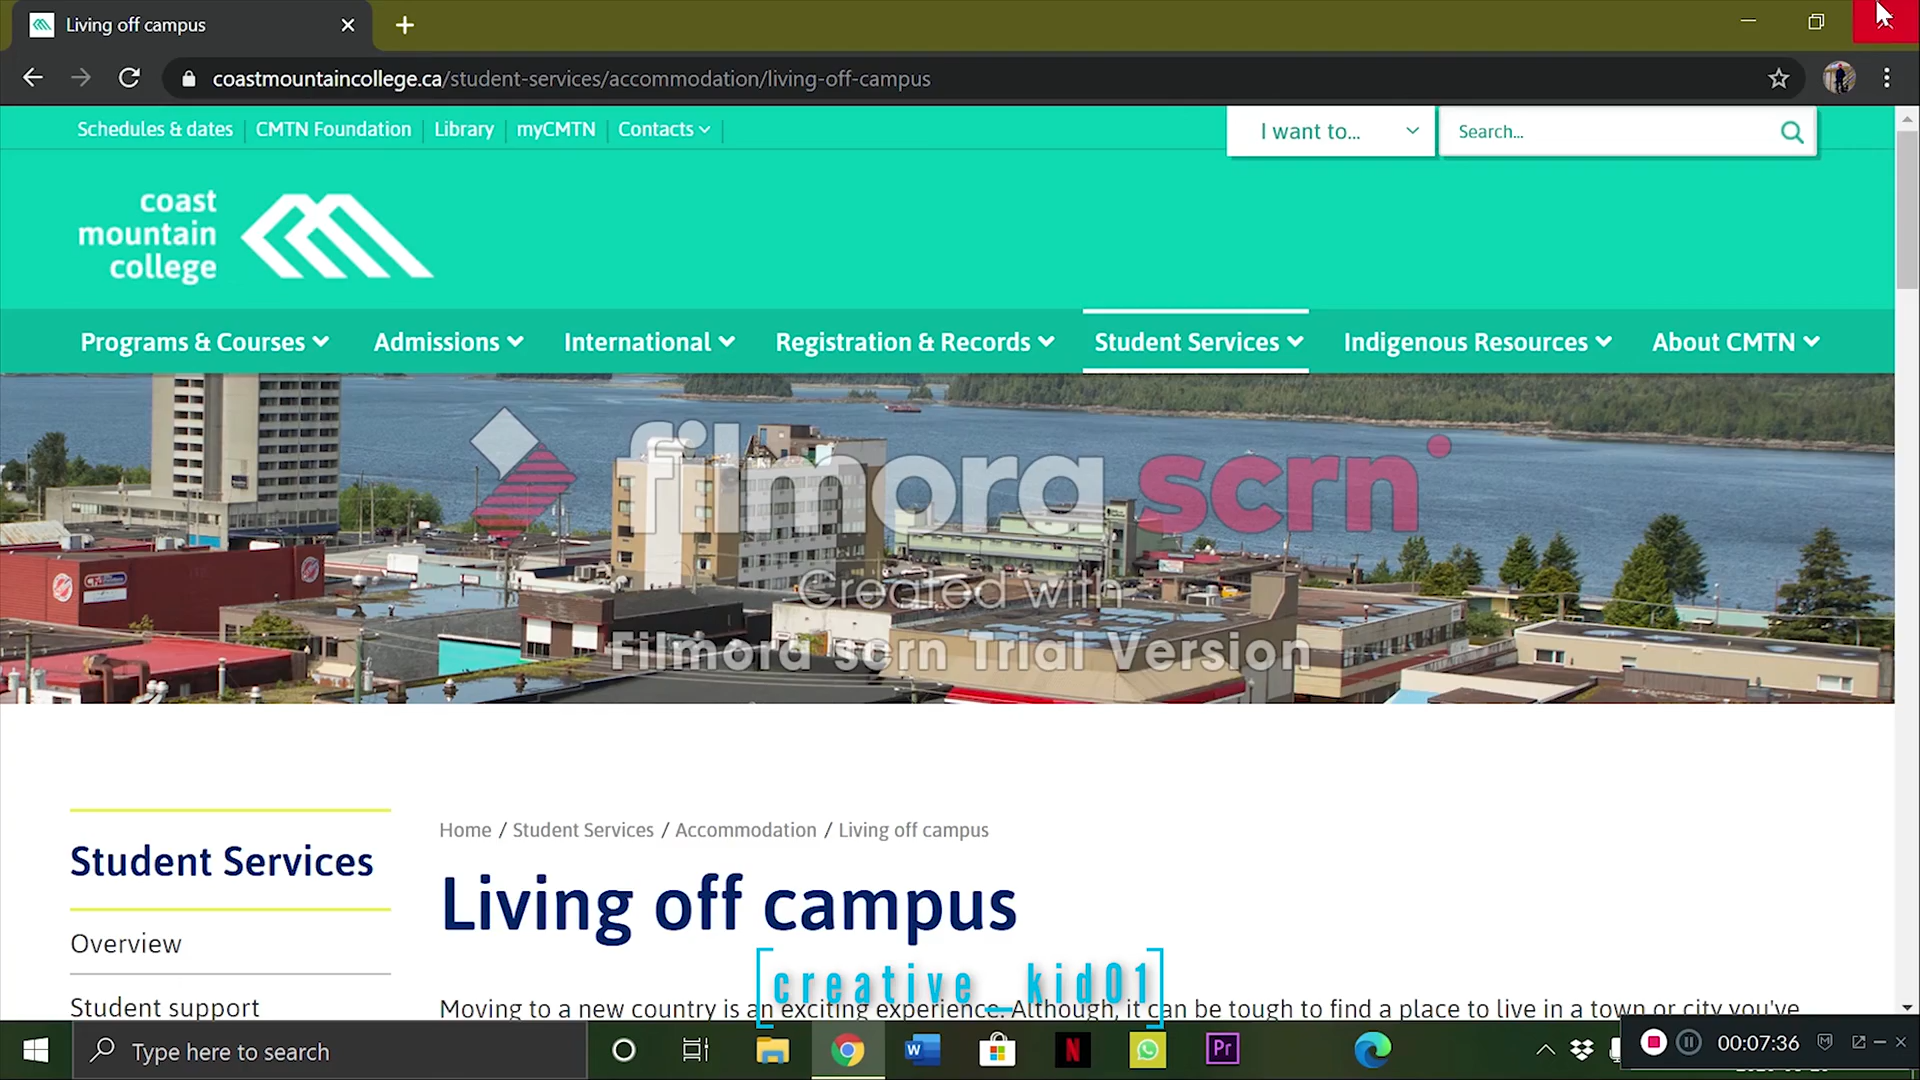 Living off campus
coastmountaincollege.ca/student-services/accommodation/living-off-campus
Schedules & dates
CMTN Foundation
Library
myCMTN
Contacts
I want to...
Search...
coast
mountain
college
Programs & Courses
Admissions
International
Registration & Records
Student Services
Indigenous Resources
About CMTN
filmora scrn
Created with
Filmora scrn Trial Version
Home / Student Services / Accommodation / Living off campus
Student Services
Living off campus
Overview
Student support
Moving to a new country is an exciting experience. Although, it can be tough to find a place to live in a town or city you've
creative_kid01
Type here to search
W
N
Pr
00:07:36